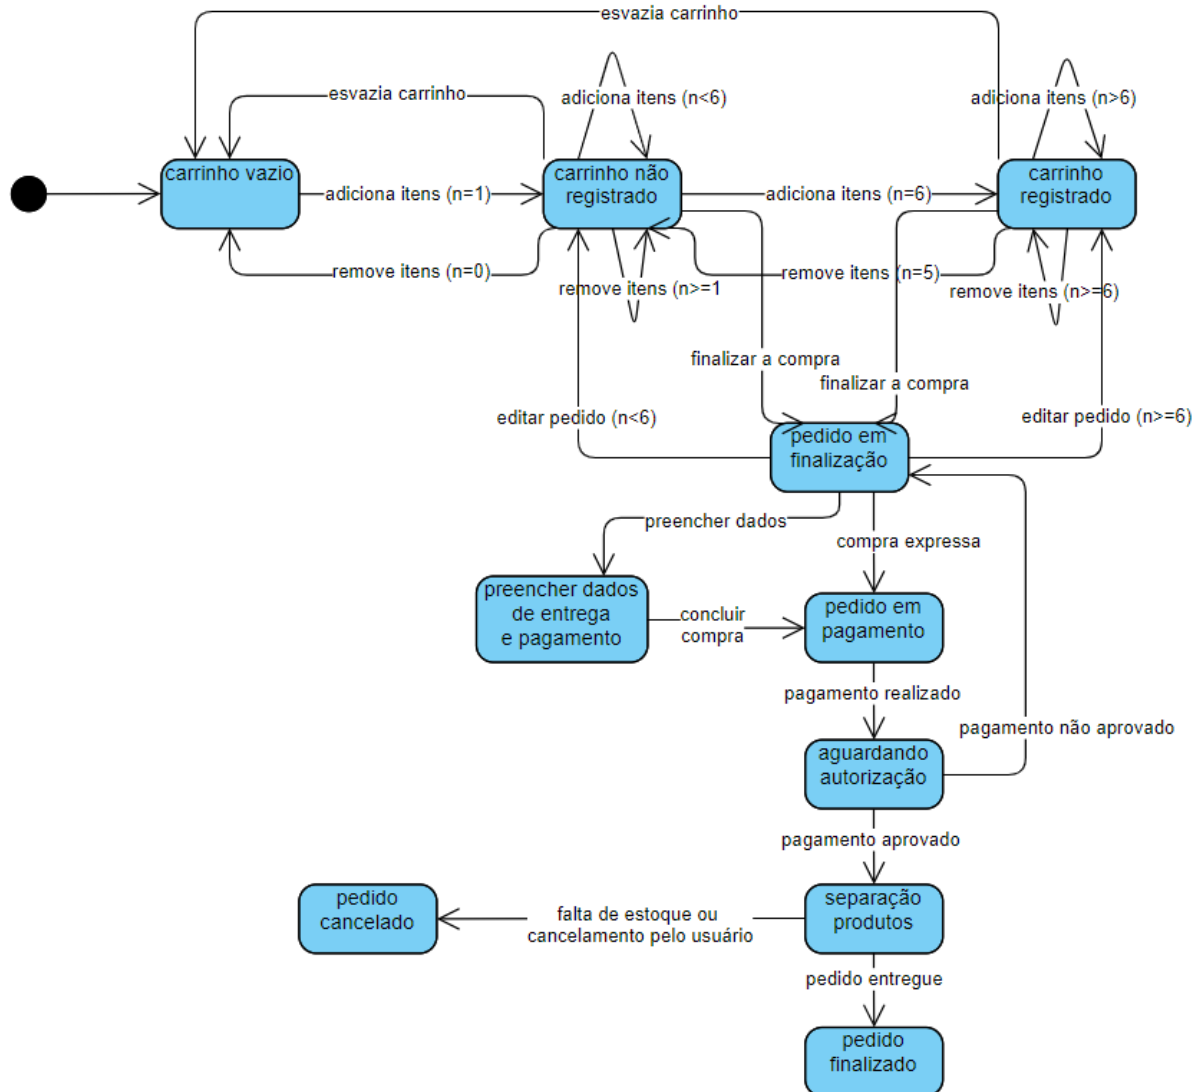 esvazia carrinho
esvazia carrinho
adiciona itens (n<6)
adiciona itens (n>6)
carrinho vazio
adiciona itens (n=1)
carrinho não
registrado
adiciona itens (n=6)
carrinho
registrado
remove itens (n=0)
remove itens (n>=1
remove itens (n=5)
remove itens (n>=6)
finalizar a compra
finalizar a compra
editar pedido (n<6)
editar pedido (n>=6)
pedido em
finalização
preencher dados
compra expressa
preencher dados
de entrega
e pagamento
concluir
compra
pedido em
pagamento
pagamento realizado
pagamento não aprovado
aguardando
autorização
pagamento aprovado
pedido
cancelado
falta de estoque ou
cancelamento pelo usuário
separação
produtos
pedido entregue
pedido
finalizado